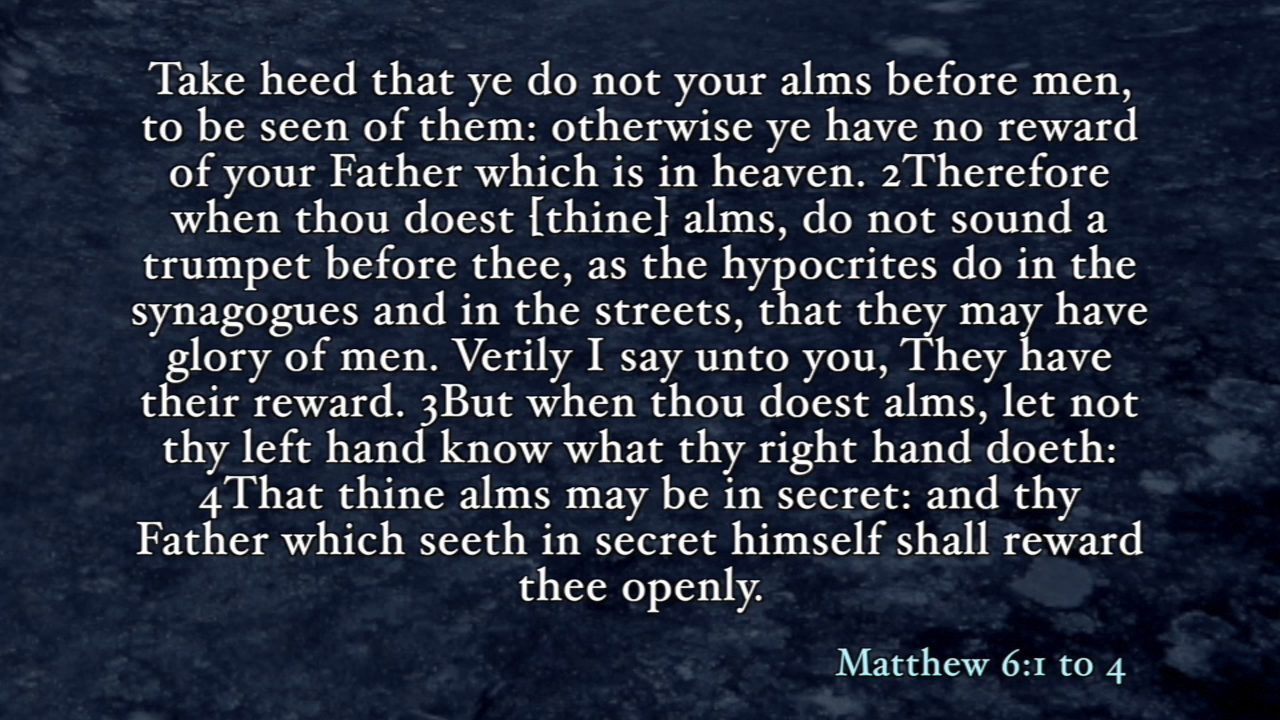 Take heed that ye do not your alms before men,
to be seen of them: otherwise ye have no reward
of your Father which is in heaven. 2Therefore
when thou doest [thine] alms, do not sound a
trumpet before thee, as the hypocrites do in the
synagogues and in the streets, that they may have
glory of men. Verily I say unto you, They have
their reward. 3But when thou doest alms, let not
thy left hand know what thy right hand doeth:
4That thine alms may be in secret: and thy
Father which seeth in secret himself shall reward
thee openly.
Matthew 6:1 to 4